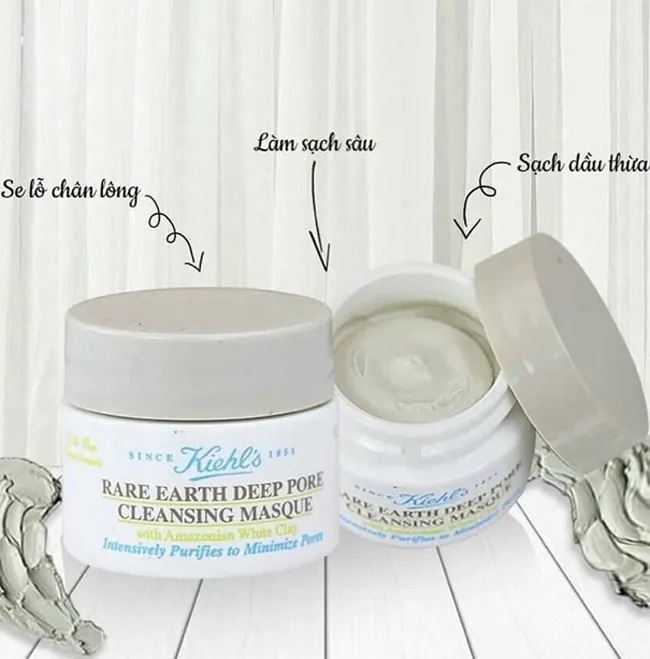 Làm sạch sâu
Sạch dầu thừa
Se lỗ chân lông
SINCE Kiehl's 1851
RARE EARTH DEEP PORE
CLEANSING MASQUE
with Amazonian White Clay
Intensively Purifies to Minimize Pores
Kiehl's
RARE EARTH DEEP PORE
CLEANSING MASQUE